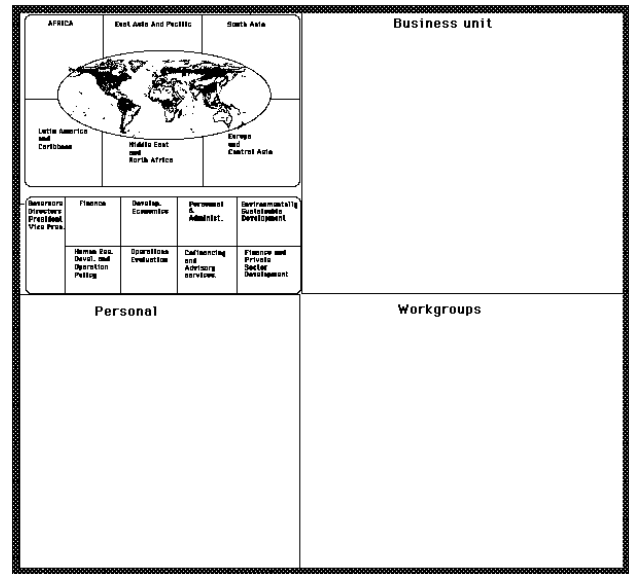 AFRICA
East Asia And Pacific
South Asia
Business unit
Latin America
and
Caribbean
Middle East
and
North Africa
Europe
and
Central Asia
Governors
Directors
President
Vice Pres.
Finance
Develop.
Economics
Personnel
&
Administ.
Environmentally
Sustainable
Development
Human Res.
Devel. and
Operation
Policy
Operations
Evaluation
Cofinancing
and
Advisory
services.
Finance and
Private
Sector
Development
Personal
Workgroups